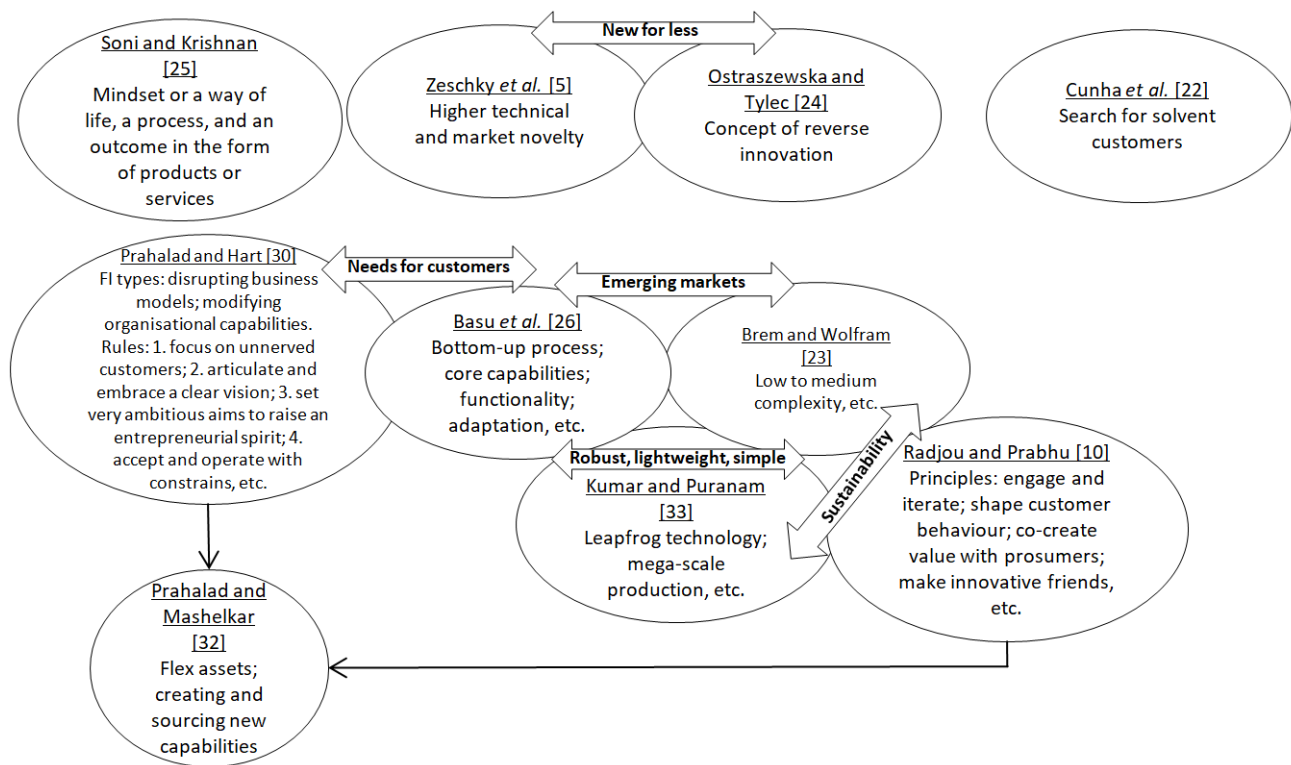 New for less
Soni and Krishnan
[25]
Mindset or a way of
life, a process, and an
outcome in the form
of products or
services
Zeschky et al. [5]
Higher technical
and market novelty
Ostraszewska and
Tylec [24]
Concept of reverse
innovation
Cunha et al. [22]
Search for solvent
customers
Prahalad and Hart [30]
FI types: disrupting business
models; modifying
organisational capabilities.
Rules: 1. focus on unnerved
customers; 2. articulate and
embrace a clear vision; 3. set
very ambitious aims to raise an
entrepreneurial spirit; 4.
accept and operate with
constrains, etc.
Needs for customers
Emerging markets
Basu et al. [26]
Bottom-up process;
core capabilities;
functionality;
adaptation, etc.
Brem and Wolfram
[23]
Low to medium
complexity, etc.
Robust, lightweight, simple
Sustainability
Kumar and Puranam
[33]
Leapfrog technology;
mega-scale
production, etc.
Radjou and Prabhu [10]
Principles: engage and
iterate; shape customer
behaviour; co-create
value with prosumers;
make innovative friends,
etc.
Prahalad and
Mashelkar
[32]
Flex assets;
creating and
sourcing new
capabilities